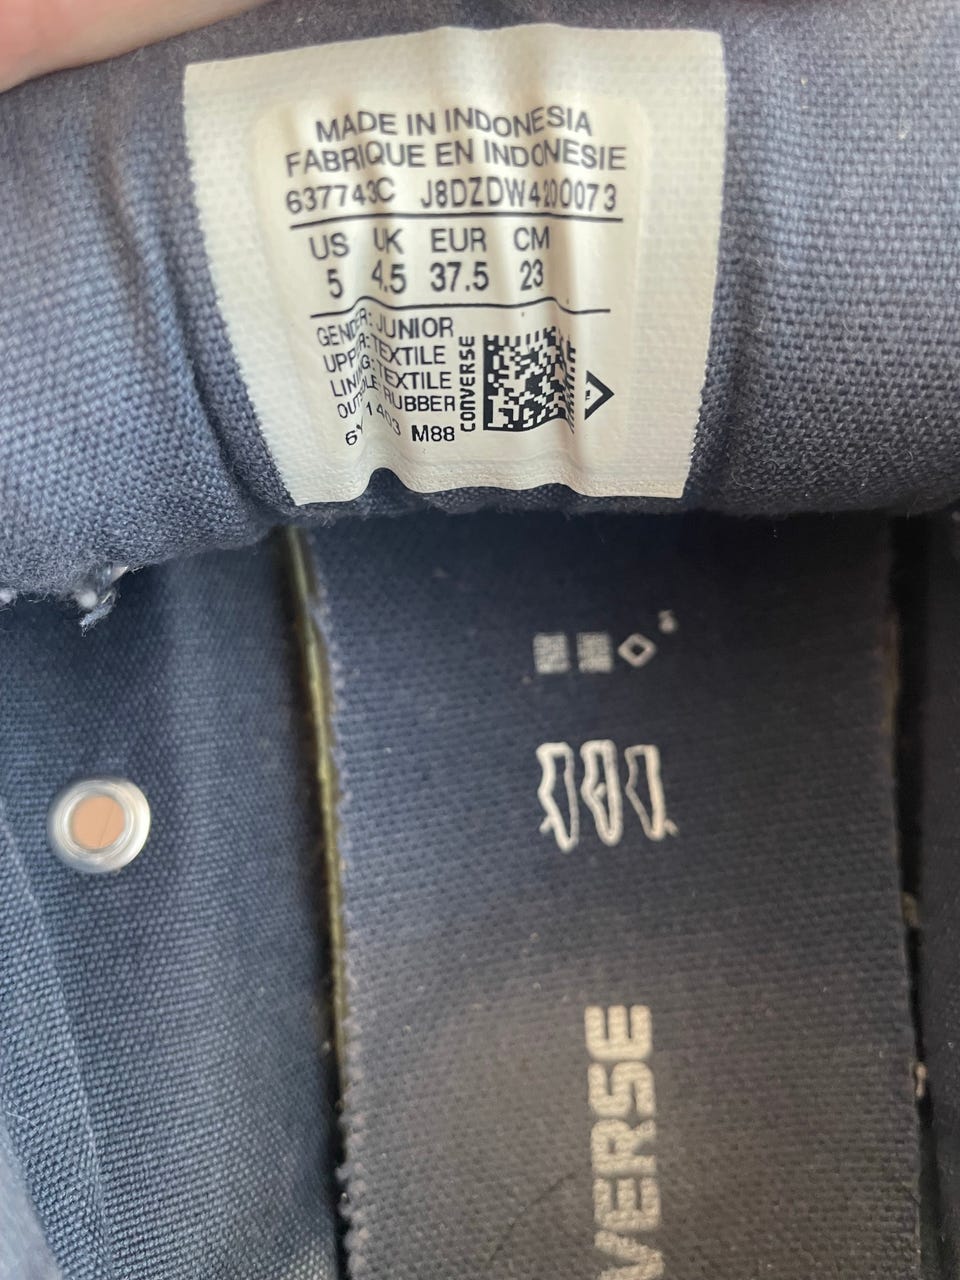 MADE IN INDONESIA
FABRIQUE EN INDONESIE
637743C J8DZDW4200073
US UK EUR CM
5 4.5 37.5 23
GENDER: JUNIOR
UPPER: TEXTILE
LINING: TEXTILE
OUTSOLE RUBBER
M88
CONVERSE
™
VERSE